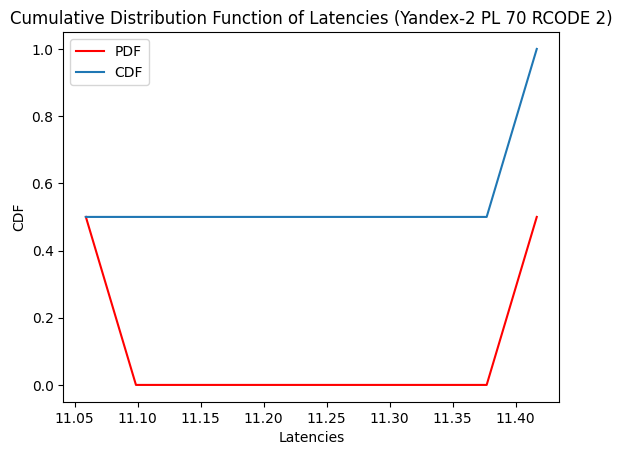 Cumulative Distribution Function of Latencies (Yandex-2 PL 70 RCODE 2)
PDF
CDF
1.0
0.8
0.6
0.4
0.2
0.0
CDF
11.05 11.10 11.15 11.20 11.25 11.30 11.35 11.40
Latencies